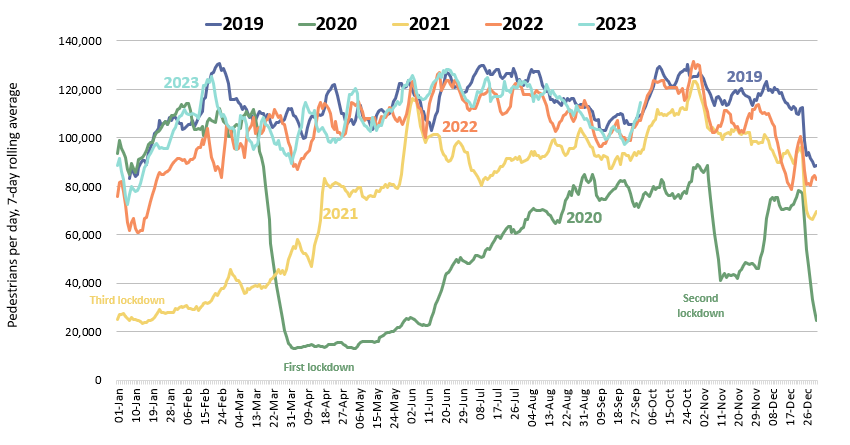 2019 2020 2021 2022 2023
Pedestrians per day, 7-day rolling average
140,000
120,000
100,000
80,000
60,000
40,000
20,000
0
2023
2019
2022
2021
2020
Third lockdown
First lockdown
Second
lockdown
01-Jan 10-Jan 19-Jan 28-Jan 06-Feb 15-Feb 24-Feb 04-Mar 13-Mar 22-Mar 31-Mar 09-Apr 18-Apr 27-Apr 06-May 15-May 24-May 02-Jun 11-Jun 20-Jun 29-Jun 08-Jul 17-Jul 26-Jul 04-Aug 13-Aug 22-Aug 31-Aug 09-Sep 18-Sep 27-Sep 06-Oct 15-Oct 24-Oct 02-Nov 11-Nov 20-Nov 29-Nov 08-Dec 17-Dec 26-Dec